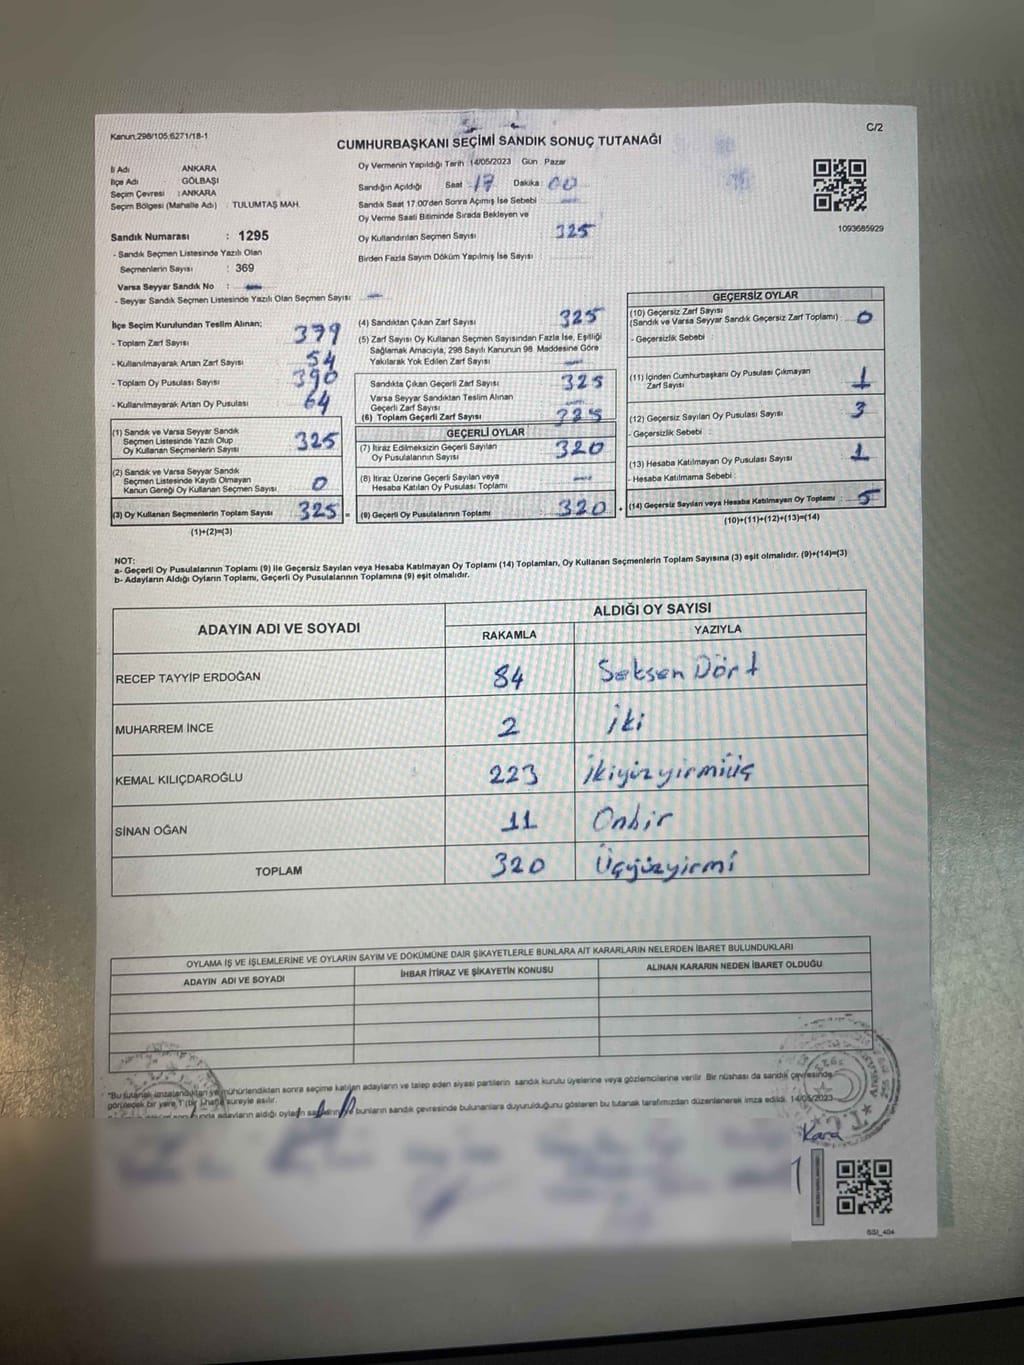 Kanun;298/105;6271/18-1
C/2
CUMHURBAŞKANI SEÇİMİ SANDIK SONUÇ TUTANAĞI
İl Adı ANKARA
İlçe Adı GÖLBAŞI
Seçim Çevresi : ANKARA
Seçim Bölgesi (Mahalle Adı) : TULUMTAŞ MAH.
Oy Vermenin Yapıldığı Tarih 14/05/2023 Gün Pazar
Sandığın Açıldığı Saat 17 Dakika 00
Sandık Saat 17:00'den Sonra Açmış İse Sebebi
Oy Verme Saati Bitiminde Sırada Bekleyen ve
Oy Kullandırılan Seçmen Sayısı 325
Birden Fazla Sayım Döküm Yapılmış İse Sayısı
1093685929
Sandık Numarası : 1295
- Sandık Seçmen Listesinde Yazılı Olan
Seçmenlerin Sayısı : 369
Varsa Seyyar Sandık No :
- Seyyar Sandık Seçmen Listesinde Yazılı Olan Seçmen Sayısı
İlçe Seçim Kurulundan Teslim Alınan;
- Toplam Zarf Sayısı 379
- Kullanılmayarak Artan Zarf Sayısı 54
- Toplam Oy Pusulası Sayısı 390
- Kullanılmayarak Artan Oy Pusulası 64
(1) Sandık ve Varsa Seyyar Sandık
Seçmen Listesinde Yazılı Olup
Oy Kullanan Seçmenlerin Sayısı 325
(2) Sandık ve Varsa Seyyar Sandık
Seçmen Listesinde Kayıtlı Olmayan
Kanun Gereği Oy Kullanan Seçmen Sayısı 0
(3) Oy Kullanan Seçmenlerin Toplam Sayısı 325 =
(1)+(2)=(3)
(4) Sandıktan Çıkan Zarf Sayısı 325
(5) Zarf Sayısı Oy Kullanan Seçmen Sayısından Fazla İse, Eşitliği
Sağlamak Amacıyla, 298 Sayılı Kanunun 98. Maddesine Göre
Yakılarak Yok Edilen Zarf Sayısı
Sandıkta Çıkan Geçerli Zarf Sayısı 325
Varsa Seyyar Sandıktan Teslim Alınan
Geçerli Zarf Sayısı
(6) Toplam Geçerli Zarf Sayısı 325
GEÇERLİ OYLAR
(7) İtiraz Edilmeksizin Geçerli Sayılan
Oy Pusulalarının Sayısı 320
(8) İtiraz Üzerine Geçerli Sayılan veya
Hesaba Katılan Oy Pusulası Toplamı
(9) Geçerli Oy Pusulalarının Toplamı 320 +
GEÇERSİZ OYLAR
(10) Geçersiz Zarf Sayısı
(Sandık ve Varsa Seyyar Sandık Geçersiz Zarf Toplamı) : 0
- Geçersizlik Sebebi :
(11) İçinden Cumhurbaşkanı Oy Pusulası Çıkmayan
Zarf Sayısı 1
(12) Geçersiz Sayılan Oy Pusulası Sayısı 3
- Geçersizlik Sebebi :
(13) Hesaba Katılmayan Oy Pusulası Sayısı 1
- Hesaba Katılmama Sebebi :
(14) Geçersiz Sayılan veya Hesaba Katılmayan Oy Toplamı : 5
(10)+(11)+(12)+(13)=(14)
NOT:
a- Geçerli Oy Pusulalarının Toplamı (9) ile Geçersiz Sayılan veya Hesaba Katılmayan Oy Toplamı (14) Toplamları, Oy Kullanan Seçmenlerin Toplam Sayısına (3) eşit olmalıdır. (9)+(14)=(3)
b- Adayların Aldığı Oyların Toplamı, Geçerli Oy Pusulalarının Toplamına (9) eşit olmalıdır.
ADAYIN ADI VE SOYADI
ALDIĞI OY SAYISI
RAKAMLA YAZIYLA
RECEP TAYYİP ERDOĞAN 84 Seksen Dört
MUHARREM İNCE 2 İki
KEMAL KILIÇDAROĞLU 223 İkiyüzyirmiüç
SİNAN OĞAN 11 Onbir
TOPLAM 320 Üçyüzyirmi
OYLAMA İŞ VE İŞLEMLERİNE VE OYLARIN SAYIM VE DÖKÜMÜNE DAİR ŞİKAYETLERLE BUNLARA AİT KARARLARIN NELERDEN İBARET BULUNDUKLARI
ADAYIN ADI VE SOYADI İHBAR İTİRAZ VE ŞİKAYETİN KONUSU ALINAN KARARIN NEDEN İBARET OLDUĞU
"Bu tutanak imzalandıktan ve mühürlendikten sonra seçime katılan adayların ve talep eden siyasi partilerin sandık kurulu üyelerine veya gözlemcilerine verilir. Bir nüshası da sandık çevresinde
görülecek bir yere 1 (bir) hafta süreyle asılır.
adayların aldığı oyların bunların sandık çevresinde bulunanlara duyurulduğunu gösteren bu tutanak tarafımızdan düzenlenerek imza edildi. 14/05/2023
T.C.
Kara
SSI_404